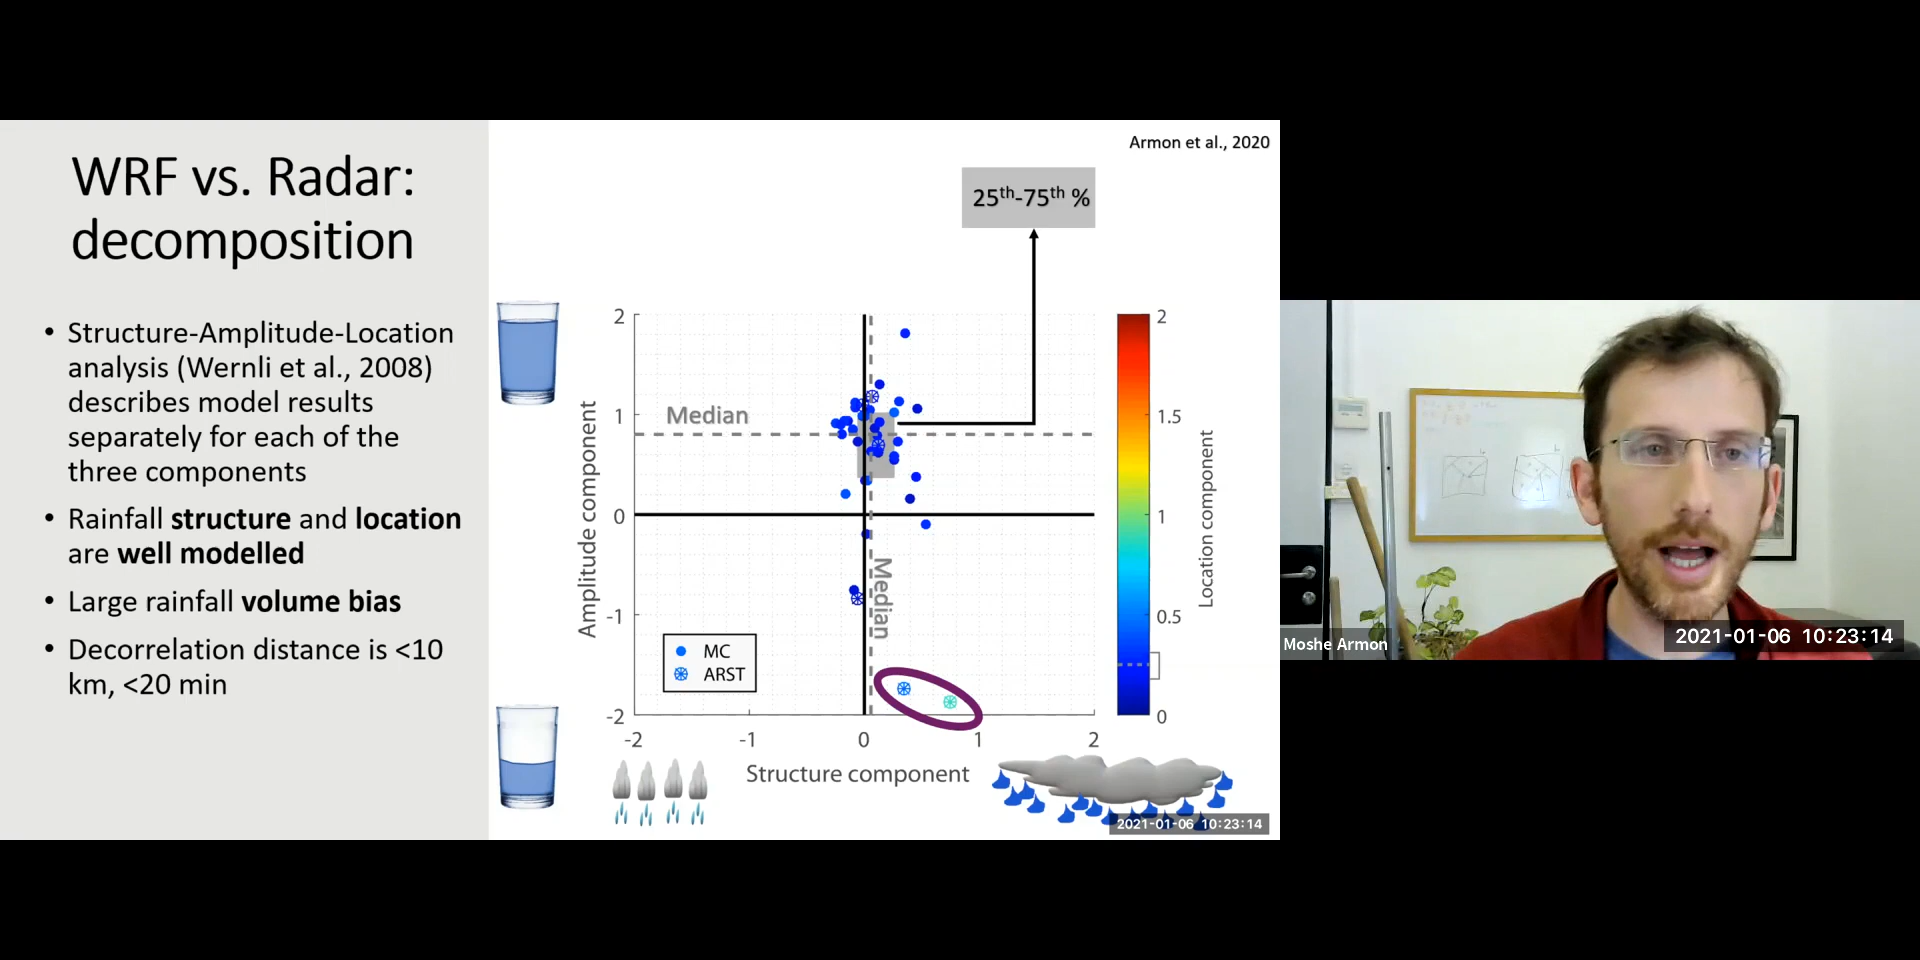 WRF vs. Radar:
decomposition
• Structure-Amplitude-Location
analysis (Wernli et al., 2008)
describes model results
separately for each of the
three components
• Rainfall structure and location
are well modelled
• Large rainfall volume bias
• Decorrelation distance is <10
km, <20 min
Armon et al., 2020
25th-75th %
2
1
0
-1
-2
Amplitude component
Median
Median
MC
ARST
-2
-1
0
1
2
Structure component
2
1.5
1
0.5
0
Location component
2021-01-06 10:23:14
Moshe Armon
2021-01-06 10:23:14